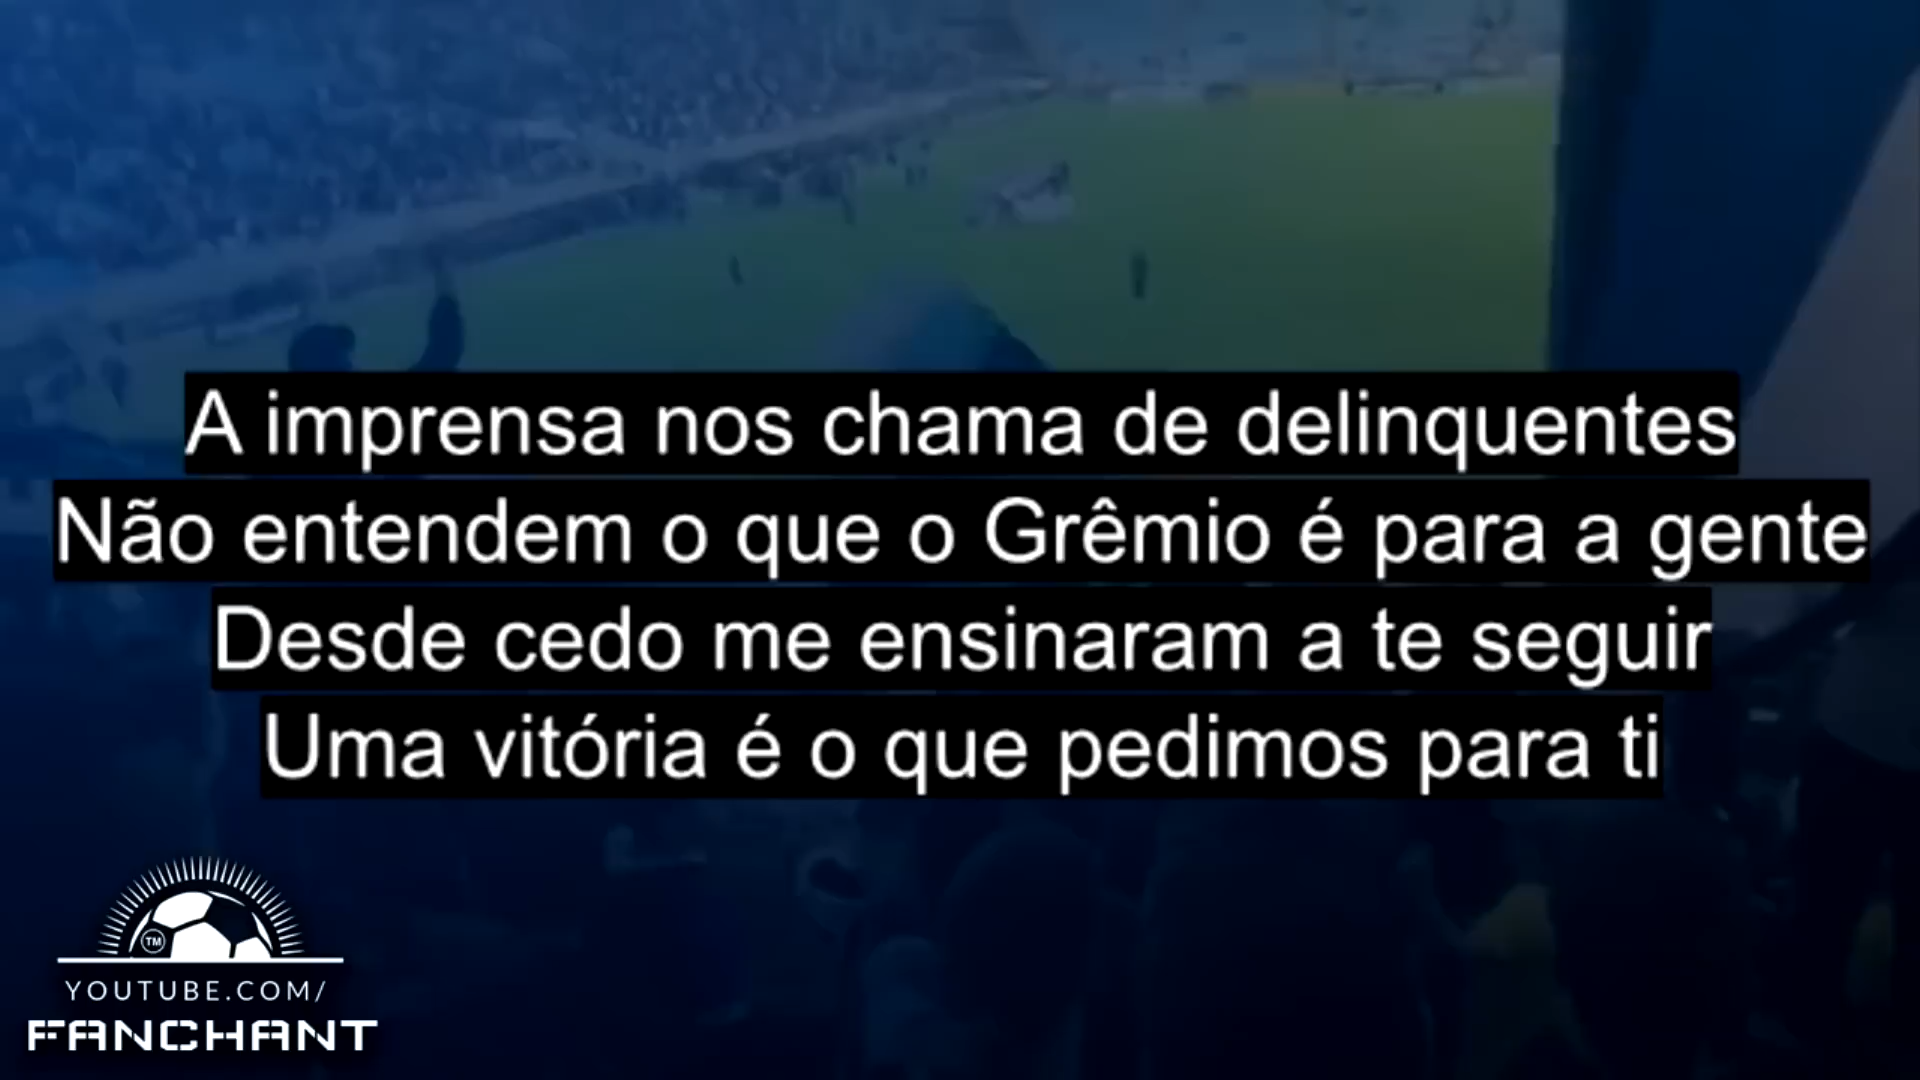 A imprensa nos chama de delinquentes
Não entendem o que o Grêmio é para a gente
Desde cedo me ensinaram a te seguir
Uma vitória é o que pedimos para ti
TM
YOUTUBE.COM/
FANCHANT